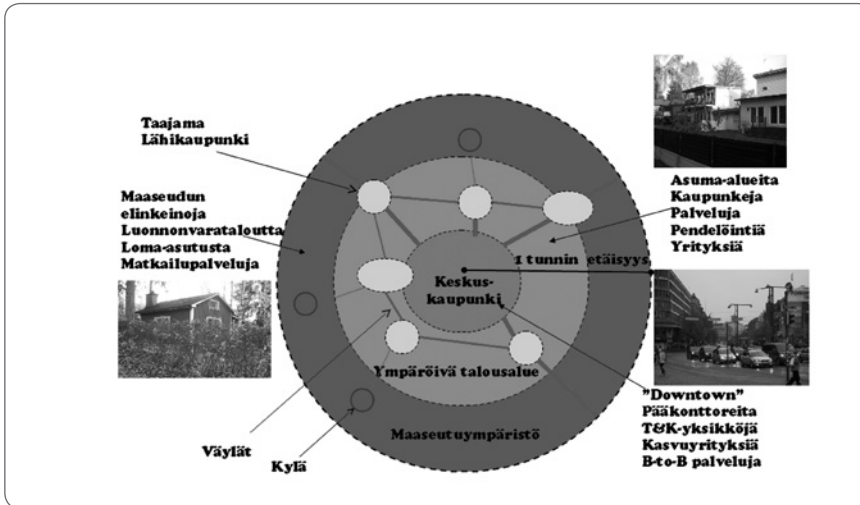 Taajama
Lähikaupunki
Maaseudun
elinkeinoja
Luonnonvarataloutta
Loma-asutusta
Matkailupalveluja
Asuma-alueita
Kaupunkeja
Palveluja
Pendelöintiä
Yrityksiä
1 tunnin etäisyys
Keskus-
kaupunki
Ympäröivä talousalue
Maaseutuympäristö
Väylät
Kylä
"Downtown"
Pääkonttoreita
T&K-yksikköjä
Kasvuyrityksiä
B-to-B palveluja